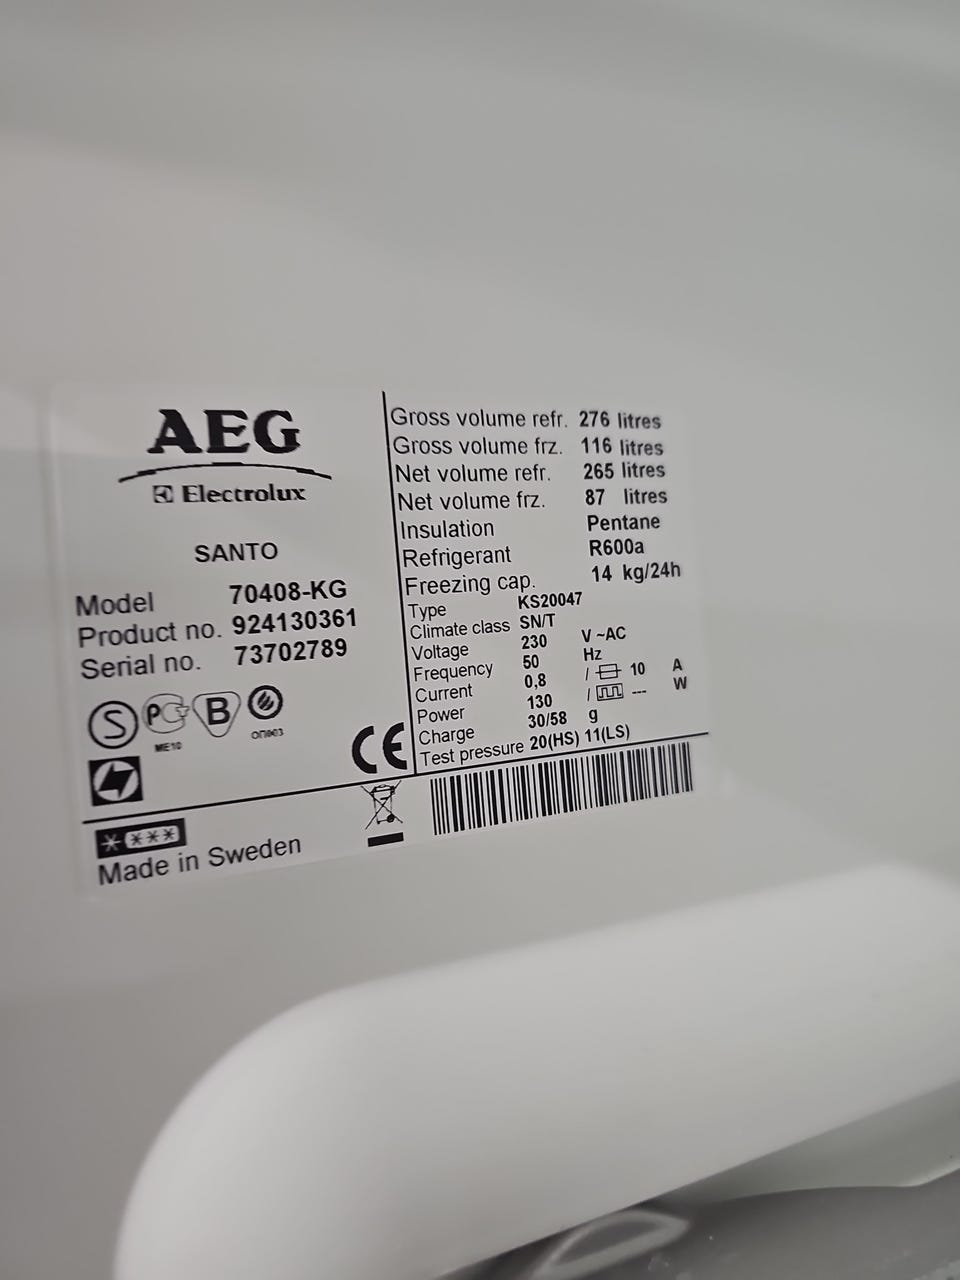 AEG
Electrolux
SANTO
Model 70408-KG
Product no. 924130361
Serial no. 73702789
S
PC
B
ME10
ОП003
CE
Made in Sweden
Gross volume refr. 276 litres
Gross volume frz. 116 litres
Net volume refr. 265 litres
Net volume frz. 87 litres
Insulation Pentane
Refrigerant R600a
Freezing cap. 14 kg/24h
Type KS20047
Climate class SN/T
Voltage 230 V ~AC
Frequency 50 Hz
Current 0,8 / 10 A
Power 130 / --- W
Charge 30/58 g
Test pressure 20(HS) 11(LS)